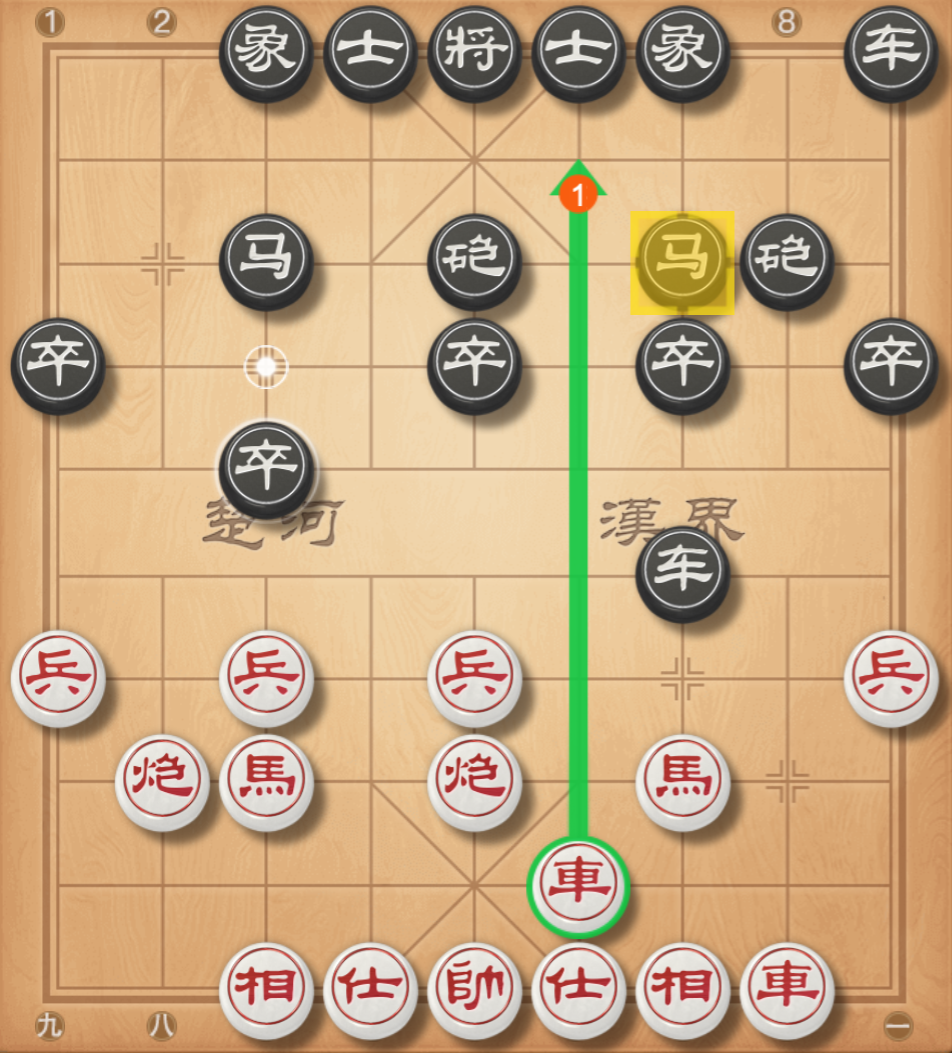 1 2 8
象 士 将 士 象 车
1
马 砲 马 砲
卒 卒 卒 卒
卒
楚河 漢界
车
兵 兵 兵 兵
炮 馬 炮 馬
車
相 仕 帥 仕 相 車
九 八 一